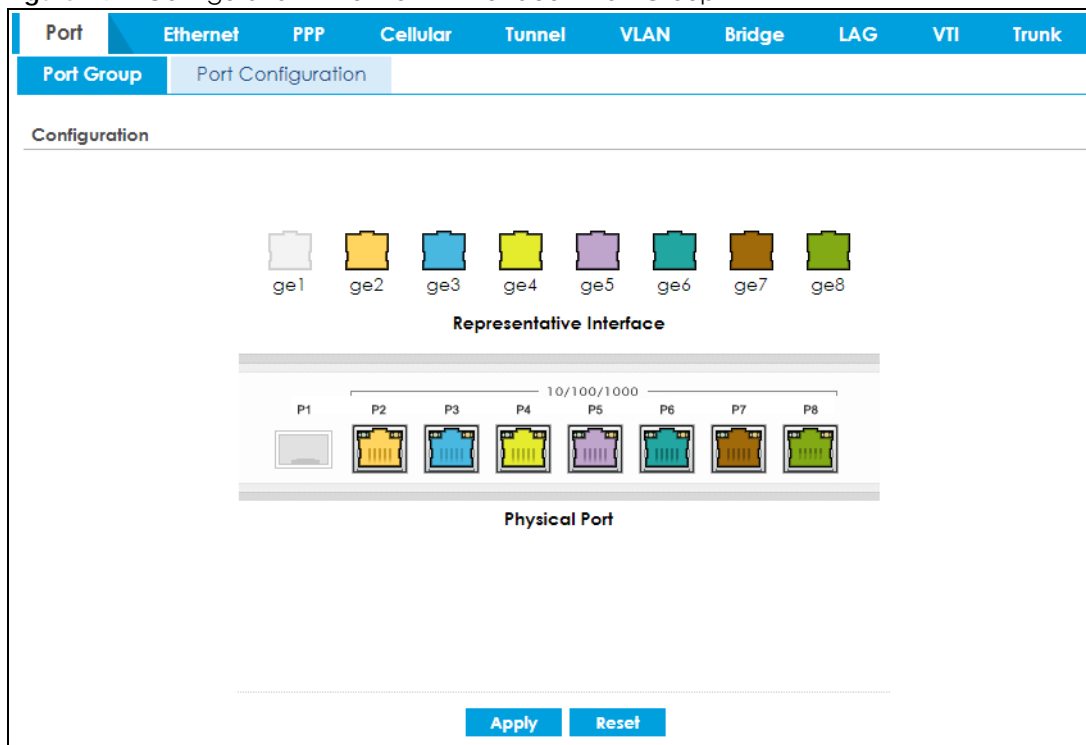 Port Ethernet PPP Cellular Tunnel VLAN Bridge LAG VTI Trunk
Port Group Port Configuration
Configuration
ge1 ge2 ge3 ge4 ge5 ge6 ge7 ge8
Representative Interface
10/100/1000
P1 P2 P3 P4 P5 P6 P7 P8
Physical Port
Apply Reset